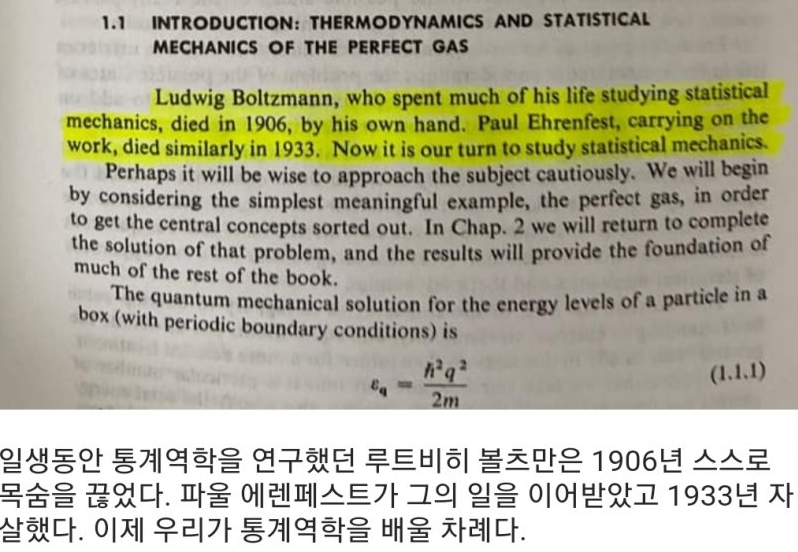 1.1 INTRODUCTION: THERMODYNAMICS AND STATISTICAL
MECHANICS OF THE PERFECT GAS
Ludwig Boltzmann, who spent much of his life studying statistical
mechanics, died in 1906, by his own hand. Paul Ehrenfest, carrying on the
work, died similarly in 1933. Now it is our turn to study statistical mechanics.
Perhaps it will be wise to approach the subject cautiously. We will begin
by considering the simplest meaningful example, the perfect gas, in order
to get the central concepts sorted out. In Chap. 2 we will return to complete
the solution of that problem, and the results will provide the foundation of
much of the rest of the book.
The quantum mechanical solution for the energy levels of a particle in a
box (with periodic boundary conditions) is
ε_q = ħ²q² / 2m (1.1.1)
일생동안 통계역학을 연구했던 루트비히 볼츠만은 1906년 스스로
목숨을 끊었다. 파울 에렌페스트가 그의 일을 이어받았고 1933년 자
살했다. 이제 우리가 통계역학을 배울 차례다.